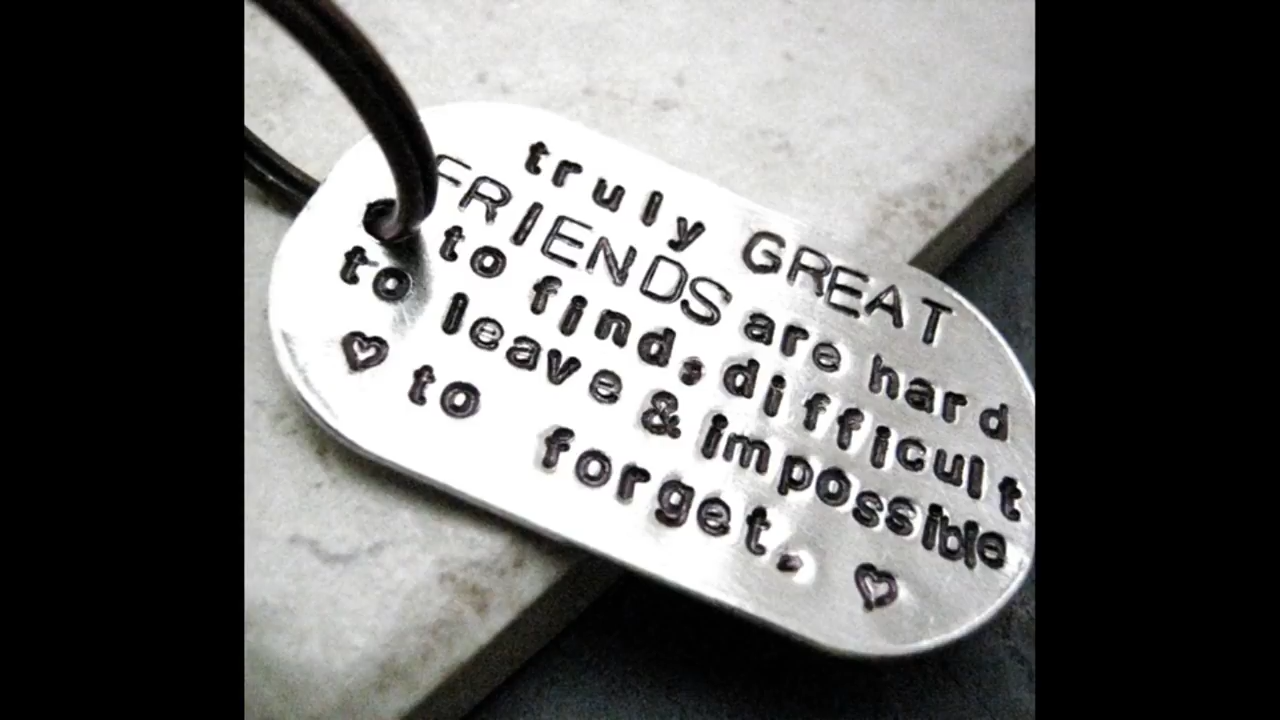 truly GREAT
FRIENDS are hard
to find, difficult
to leave & impossible
♡ to forget. ♡